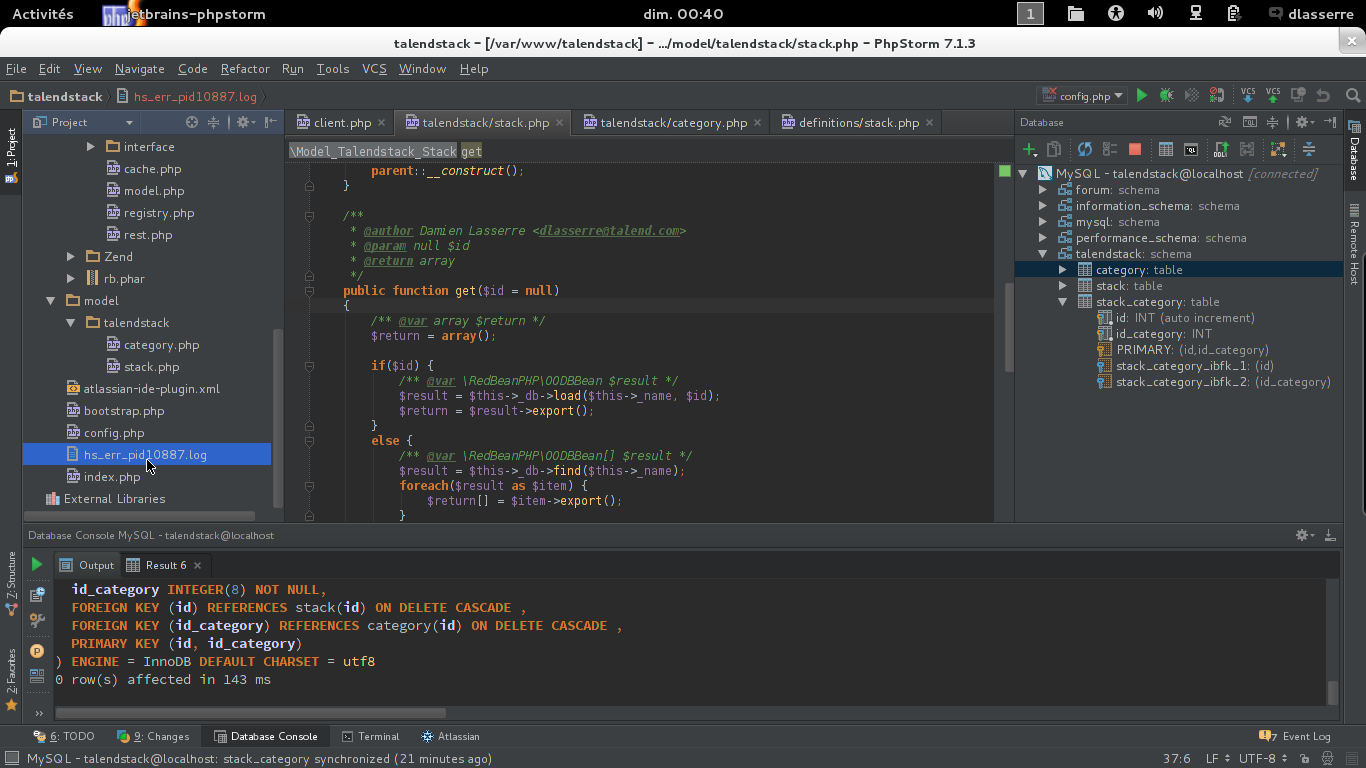 Activités
jetbrains-phpstorm
dim. 00:40
1
dlasserre
talendstack – [/var/www/talendstack] – .../model/talendstack/stack.php – PhpStorm 7.1.3
File Edit View Navigate Code Refactor Run Tools VCS Window Help
talendstack
hs_err_pid10887.log
config.php
VCS VCS
1: Project
Project
interface
cache.php
model.php
registry.php
rest.php
Zend
rb.phar
model
talendstack
category.php
stack.php
atlassian-ide-plugin.xml
bootstrap.php
config.php
hs_err_pid10887.log
index.php
External Libraries
client.php
talendstack/stack.php
talendstack/category.php
definitions/stack.php
\Model_Talendstack_Stack get
parent::__construct();
}
/**
* @author Damien Lasserre <dlasserre@talend.com>
* @param null $id
* @return array
*/
public function get($id = null)
{
/** @var array $return */
$return = array();
if($id) {
/** @var \RedBeanPHP\OODBBean $result */
$result = $this->_db->load($this->_name, $id);
$return = $result->export();
}
else {
/** @var \RedBeanPHP\OODBBean[] $result */
$result = $this->_db->find($this->_name);
foreach($result as $item) {
$return[] = $item->export();
}
Database
MySQL - talendstack@localhost [connected]
forum: schema
information_schema: schema
mysql: schema
performance_schema: schema
talendstack: schema
category: table
stack: table
stack_category: table
id: INT (auto increment)
id_category: INT
PRIMARY: (id,id_category)
stack_category_ibfk_1: (id)
stack_category_ibfk_2: (id_category)
Database
Remote Host
Database Console MySQL - talendstack@localhost
Output
Result 6
id_category INTEGER(8) NOT NULL,
FOREIGN KEY (id) REFERENCES stack(id) ON DELETE CASCADE ,
FOREIGN KEY (id_category) REFERENCES category(id) ON DELETE CASCADE ,
PRIMARY KEY (id, id_category)
) ENGINE = InnoDB DEFAULT CHARSET = utf8
0 row(s) affected in 143 ms
Z: Structure
2: Favorites
6: TODO
9: Changes
Database Console
Terminal
Atlassian
Event Log
MySQL - talendstack@localhost: stack_category synchronized (21 minutes ago)
37:6 LF UTF-8